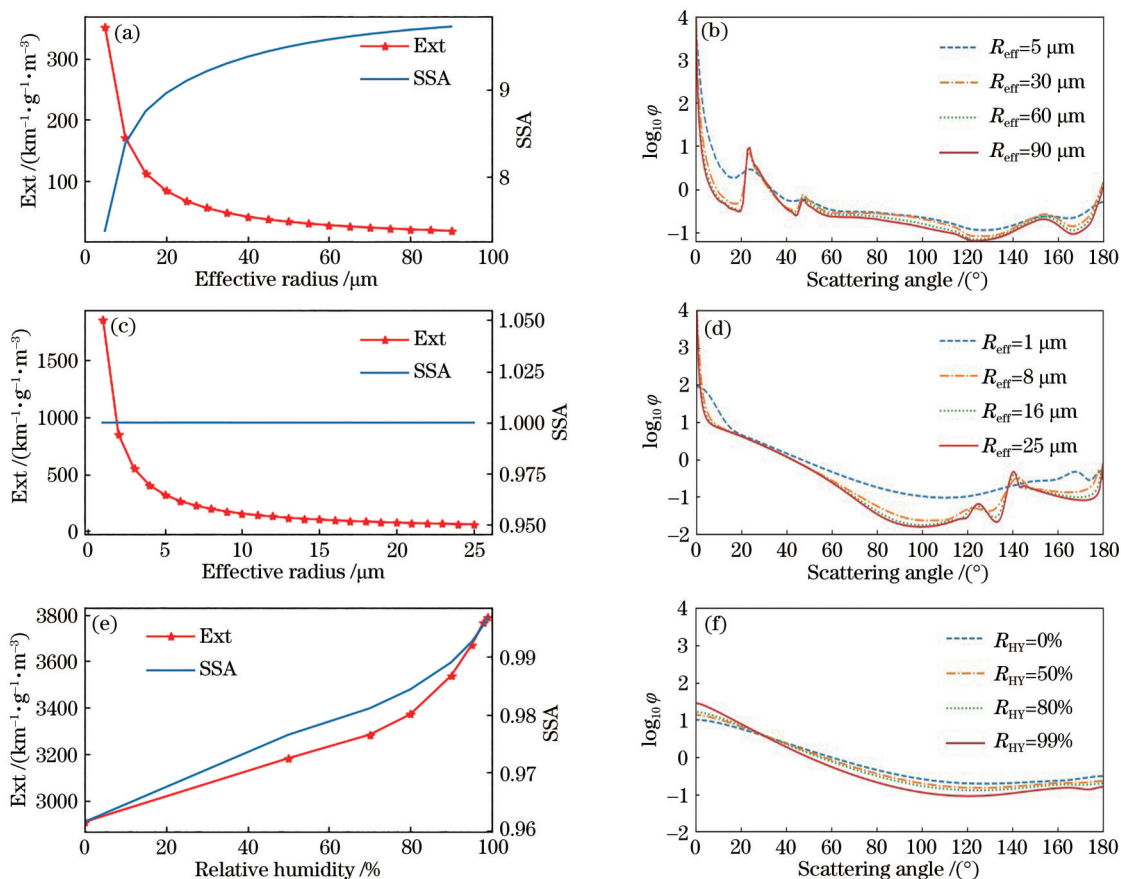 (a)
Ext /(km⁻¹•g⁻¹•m⁻³)
300
200
100
Ext
SSA
9
8
SSA
0 20 40 60 80 100
Effective radius /μm
(b)
log₁₀ φ
4
3
2
1
0
−1
R_eff=5 μm
R_eff=30 μm
R_eff=60 μm
R_eff=90 μm
0 20 40 60 80 100 120 140 160 180
Scattering angle /(°)
(c)
Ext /(km⁻¹•g⁻¹•m⁻³)
1500
1000
500
0
Ext
SSA
1.050
1.025
1.000
0.975
0.950
SSA
0 5 10 15 20 25
Effective radius /μm
(d)
log₁₀ φ
4
3
2
1
0
−1
−2
R_eff=1 μm
R_eff=8 μm
R_eff=16 μm
R_eff=25 μm
0 20 40 60 80 100 120 140 160 180
Scattering angle /(°)
(e)
Ext /(km⁻¹•g⁻¹•m⁻³)
3800
3600
3400
3200
3000
Ext
SSA
0.99
0.98
0.97
0.96
SSA
0 20 40 60 80 100
Relative humidity /%
(f)
log₁₀ φ
4
3
2
1
0
−1
−2
R_HY=0%
R_HY=50%
R_HY=80%
R_HY=99%
0 20 40 60 80 100 120 140 160 180
Scattering angle /(°)